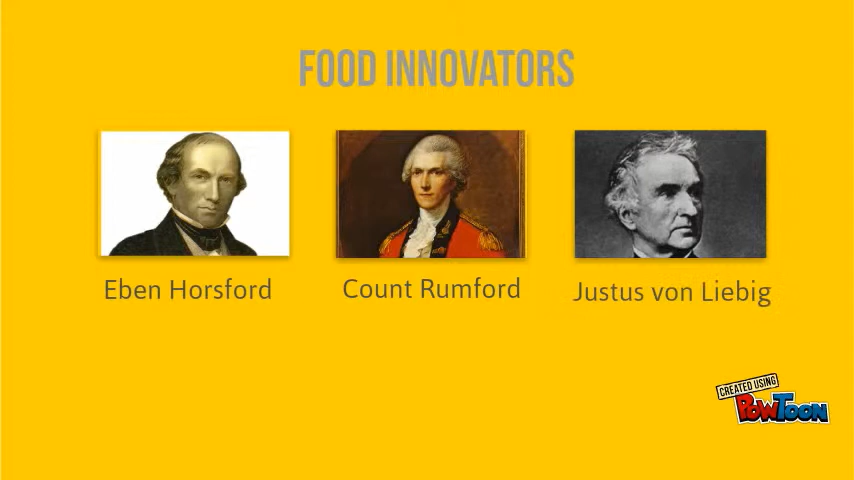 FOOD INNOVATORS
Eben Horsford
Count Rumford
Justus von Liebig
CREATED USING
POWTOON